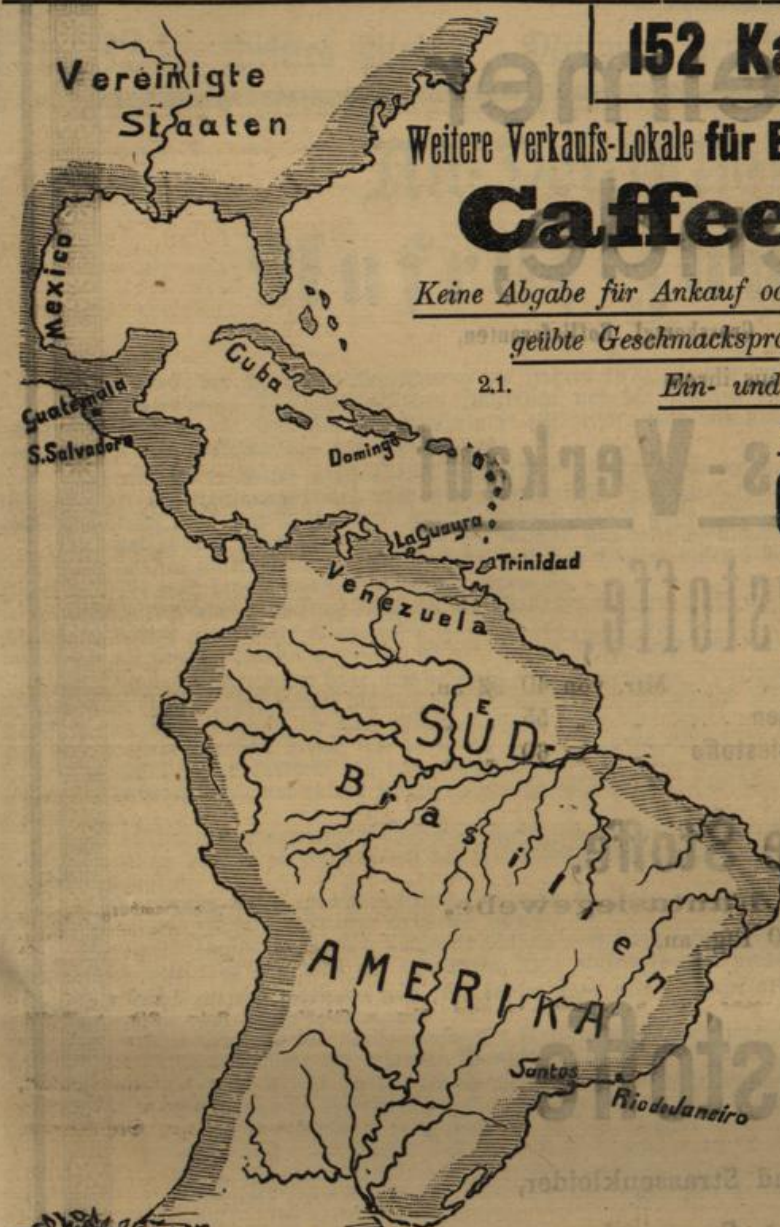 Vereinigte
Staaten
Mexico
Guatemala
S.Salvadore
Cuba
Domingo
La Guayra
Trinidad
Venezuela
SÜD-
Brasilien
AMERIKA
Santos
Rio de Janeiro
152 Ka
Weitere Verkaufs-Lokale für
Caffee
Keine Abgabe für Ankauf od
geübte Geschmackspro
2.1.
Ein- und